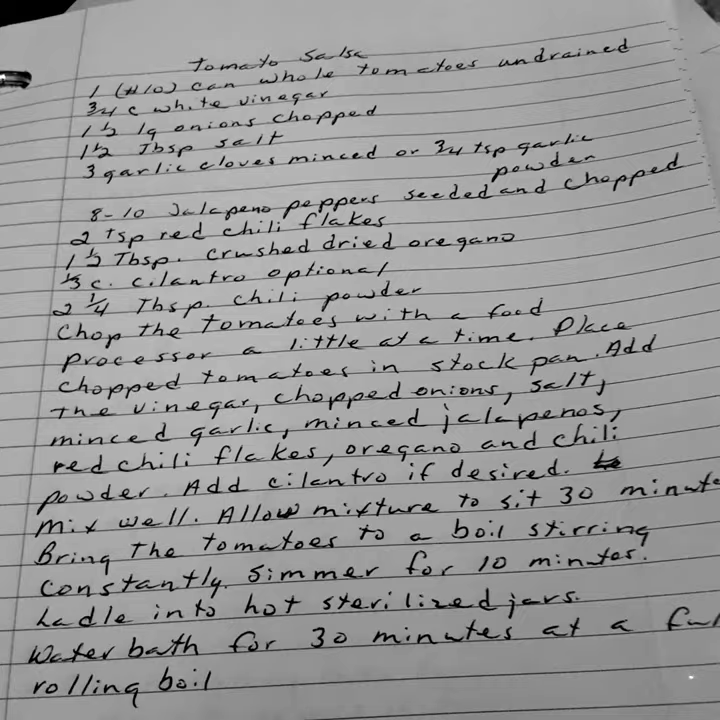 Tomato Salsa
1 (#10) can whole tomatoes undrained
3/4 c white vinegar
1 1/2 lg onions chopped
1 1/2 Tbsp salt
3 garlic cloves minced or 3/4 tsp garlic
powder
8-10 Jalapeno peppers seeded and chopped
2 tsp red chili flakes
1 1/2 Tbsp. crushed dried oregano
1/3 c. cilantro optional
2 1/4 Tbsp. chili powder
Chop the tomatoes with a food
processor a little at a time. Place
chopped tomatoes in stock pan. Add
the vinegar, chopped onions, salt,
minced garlic, minced jalapenos,
red chili flakes, oregano and chili
powder. Add cilantro if desired.
Mix well. Allow mixture to sit 30 minute
Bring the tomatoes to a boil stirring
constantly. Simmer for 10 minutes.
Ladle into hot sterilized jars.
Water bath for 30 minutes at a
rolling boil